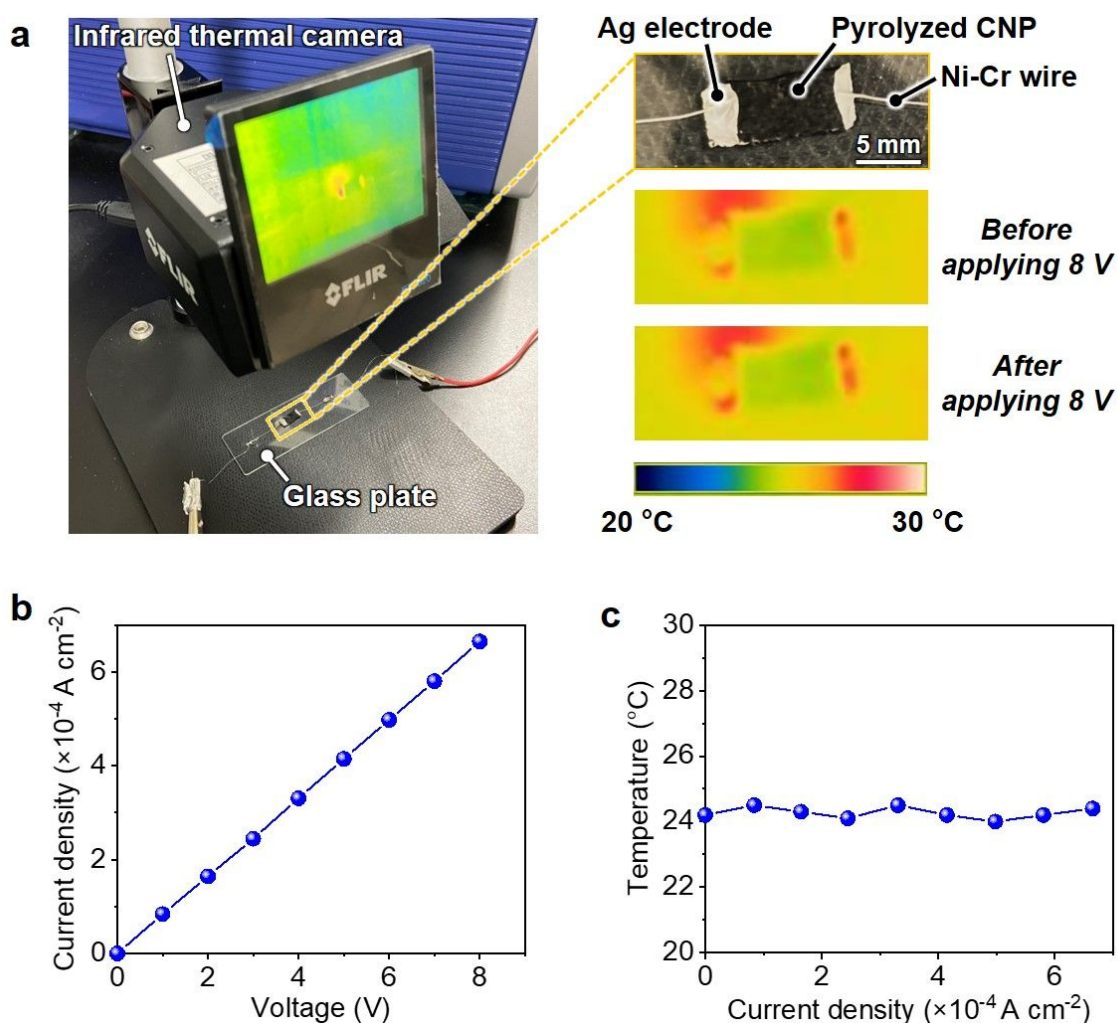 a
Infrared thermal camera
FLIR
Glass plate
Ag electrode
Pyrolyzed CNP
Ni-Cr wire
5 mm
Before
applying 8 V
After
applying 8 V
20 °C
30 °C
b
Current density (×10⁻⁴ A cm⁻²)
6
4
2
0
0 2 4 6 8
Voltage (V)
c
Temperature (°C)
30
28
26
24
22
20
0 2 4 6
Current density (×10⁻⁴ A cm⁻²)